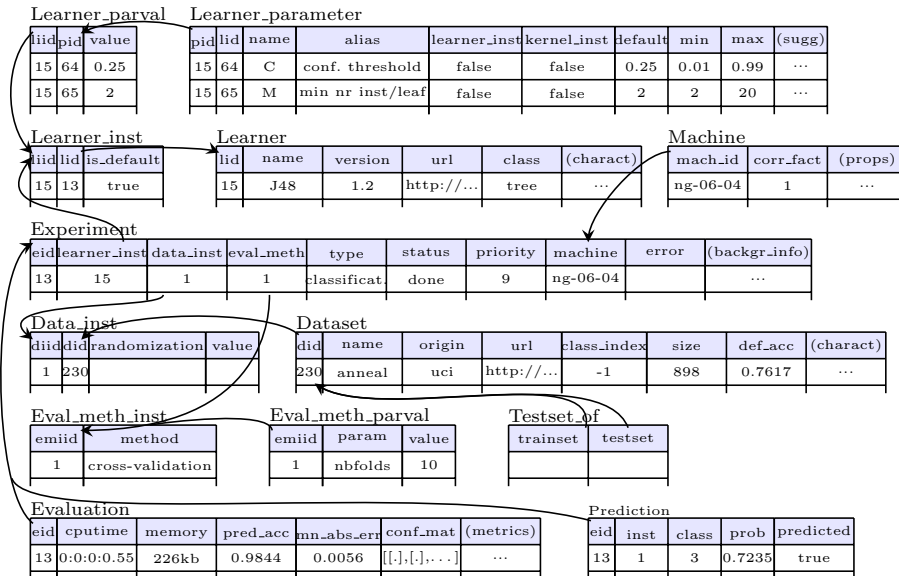 Learner_parval Learner_parameter
liid pid value pid lid name alias learner_inst kernel_inst default min max (sugg)
15 64 0.25 15 64 C conf. threshold false false 0.25 0.01 0.99 ...
15 65 2 15 65 M min nr inst/leaf false false 2 2 20 ...
Learner_inst Learner Machine
liid lid is_default lid name version url class (charact) mach_id corr_fact (props)
15 13 true 15 J48 1.2 http://... tree ... ng-06-04 1 ...
Experiment
eid learner_inst data_inst eval_meth type status priority machine error (backgr_info)
13 15 1 1 classificat. done 9 ng-06-04 ...
Data_inst Dataset
diid did randomization value did name origin url class_index size def_acc (charact)
1 230 230 anneal uci http://... -1 898 0.7617 ...
Eval_meth_inst Eval_meth_parval Testset_of
emiid method emiid param value trainset testset
1 cross-validation 1 nbfolds 10
Evaluation Prediction
eid cputime memory pred_acc mn_abs_err conf_mat (metrics) eid inst class prob predicted
13 0:0:0:0.55 226kb 0.9844 0.0056 [[.],[.],...] ... 13 1 3 0.7235 true